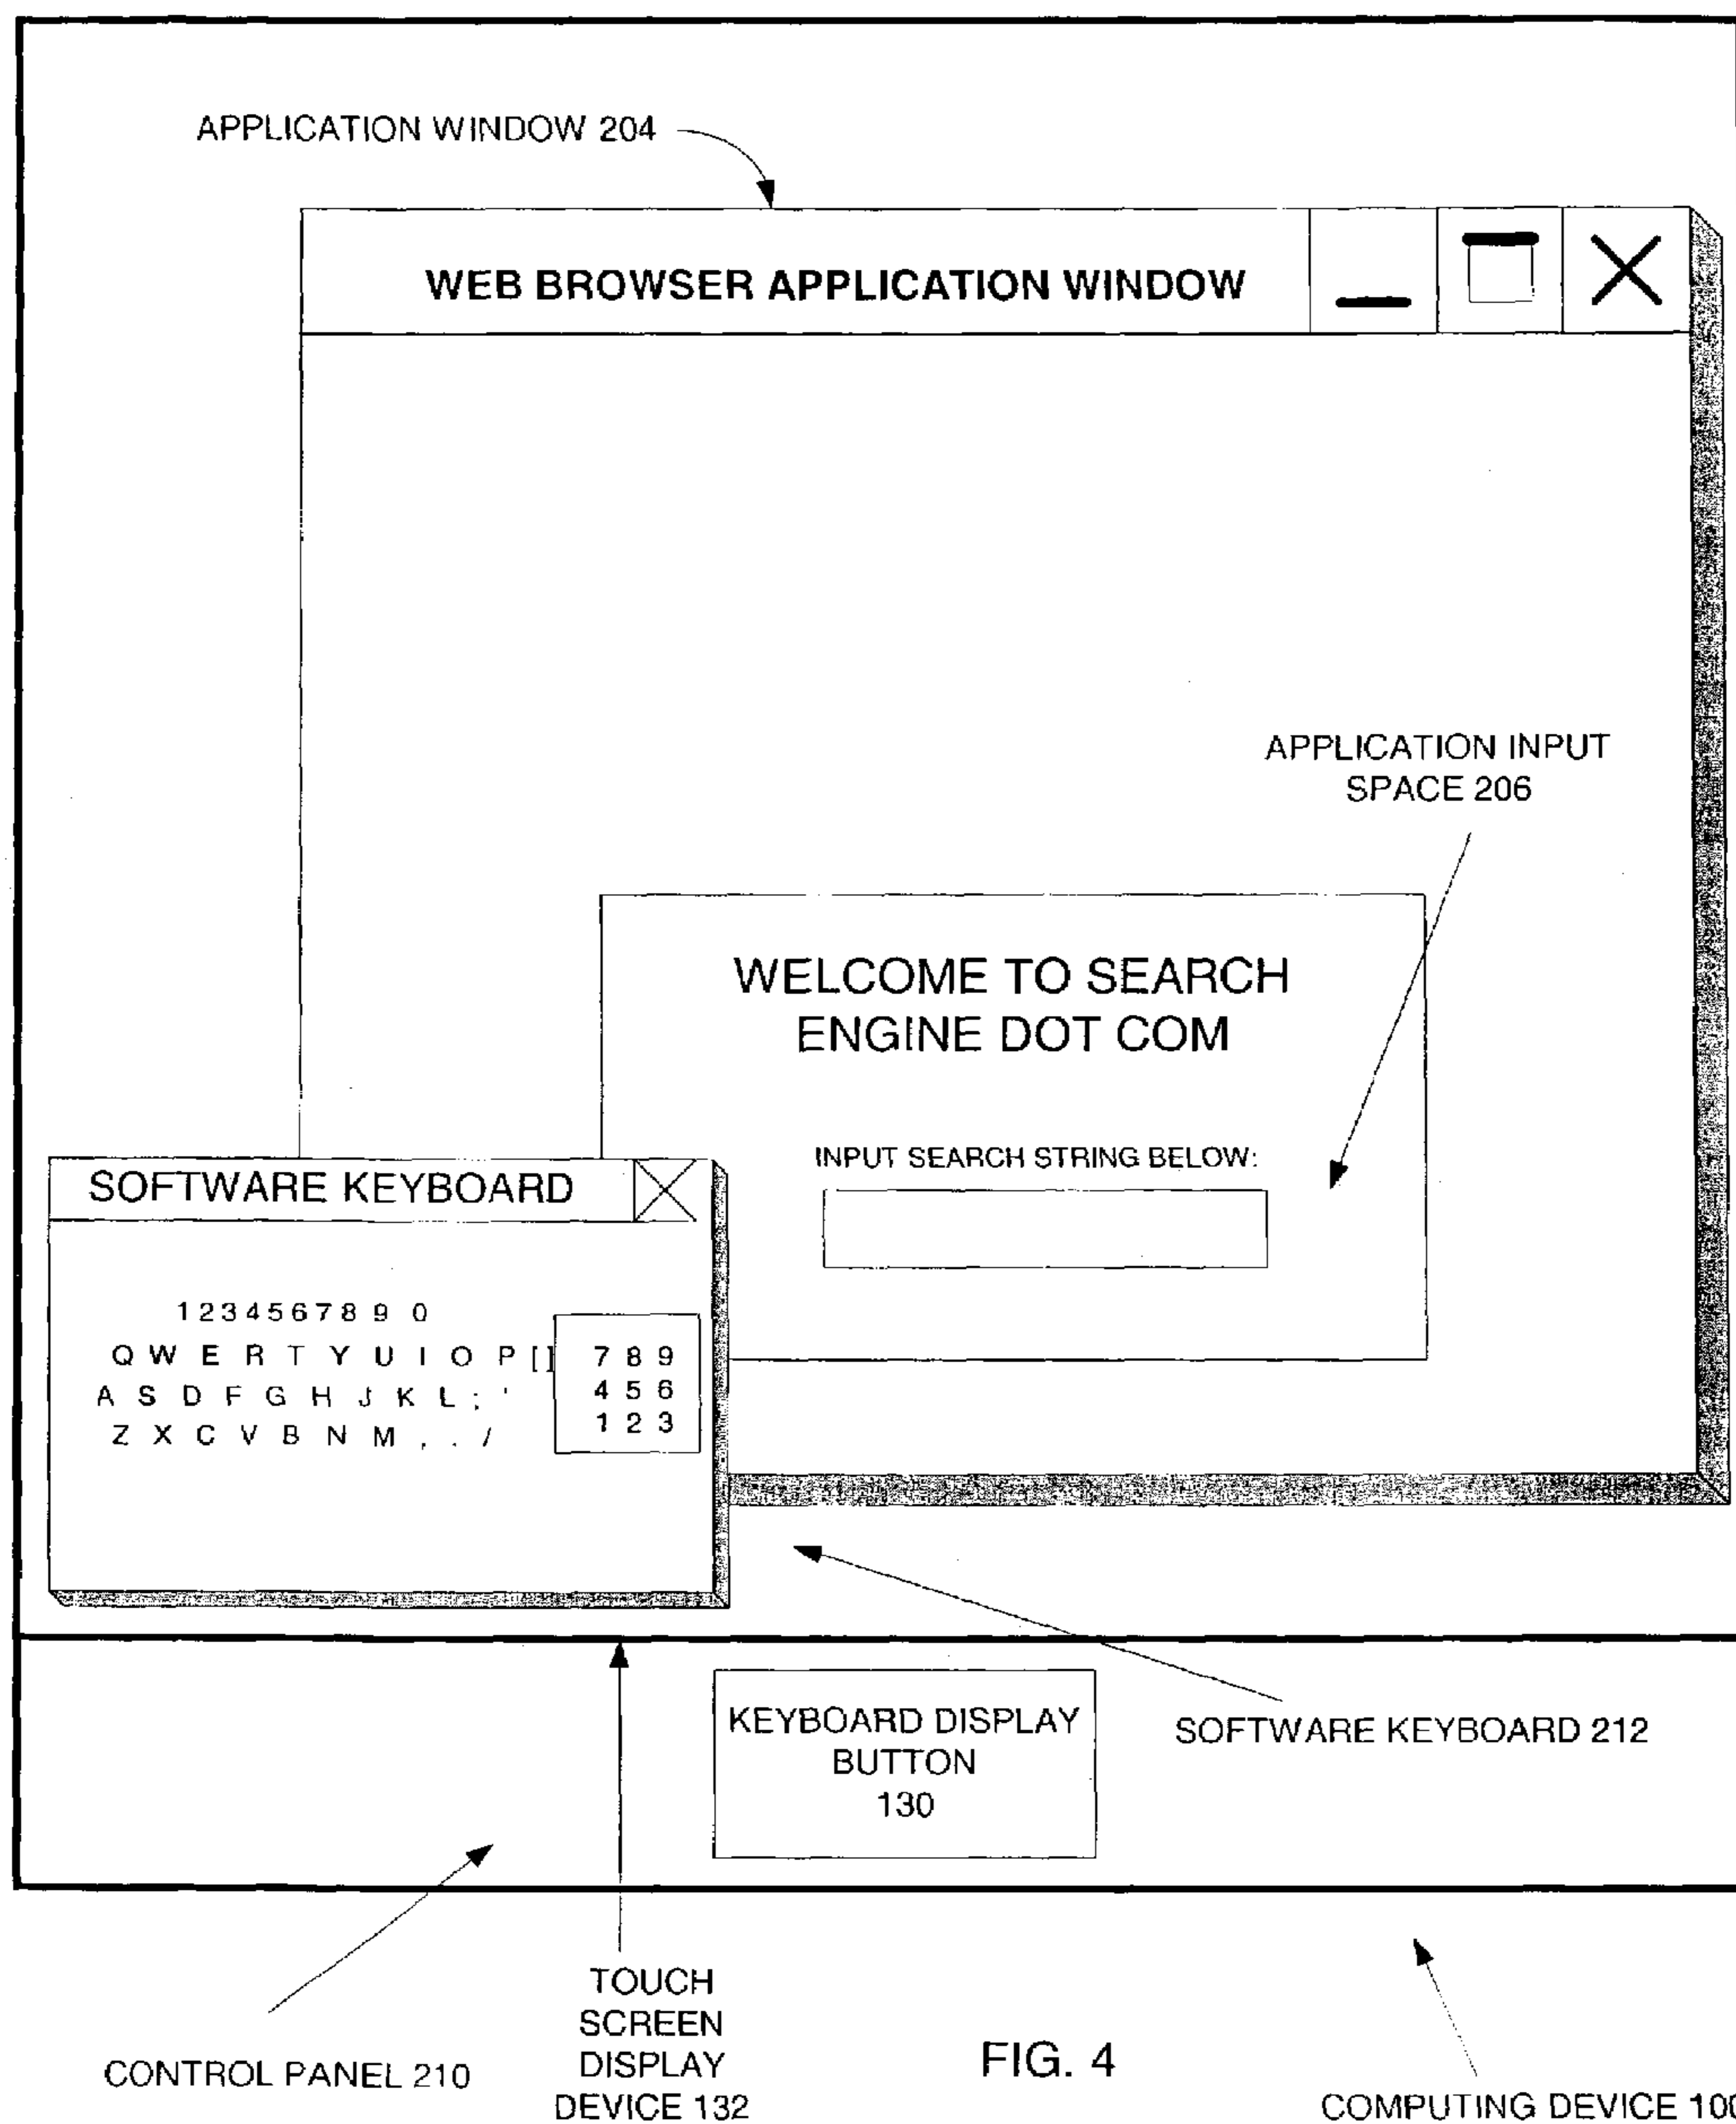 APPLICATION WINDOW 204
WEB BROWSER APPLICATION WINDOW
APPLICATION INPUT
SPACE 206
WELCOME TO SEARCH
ENGINE DOT COM
INPUT SEARCH STRING BELOW:
SOFTWARE KEYBOARD
1 2 3 4 5 6 7 8 9 0
Q W E R T Y U I O P [ ]
A S D F G H J K L ; '
Z X C V B N M , . /
7 8 9
4 5 6
1 2 3
KEYBOARD DISPLAY
BUTTON
130
SOFTWARE KEYBOARD 212
CONTROL PANEL 210
TOUCH
SCREEN
DISPLAY
DEVICE 132
FIG. 4
COMPUTING DEVICE 100